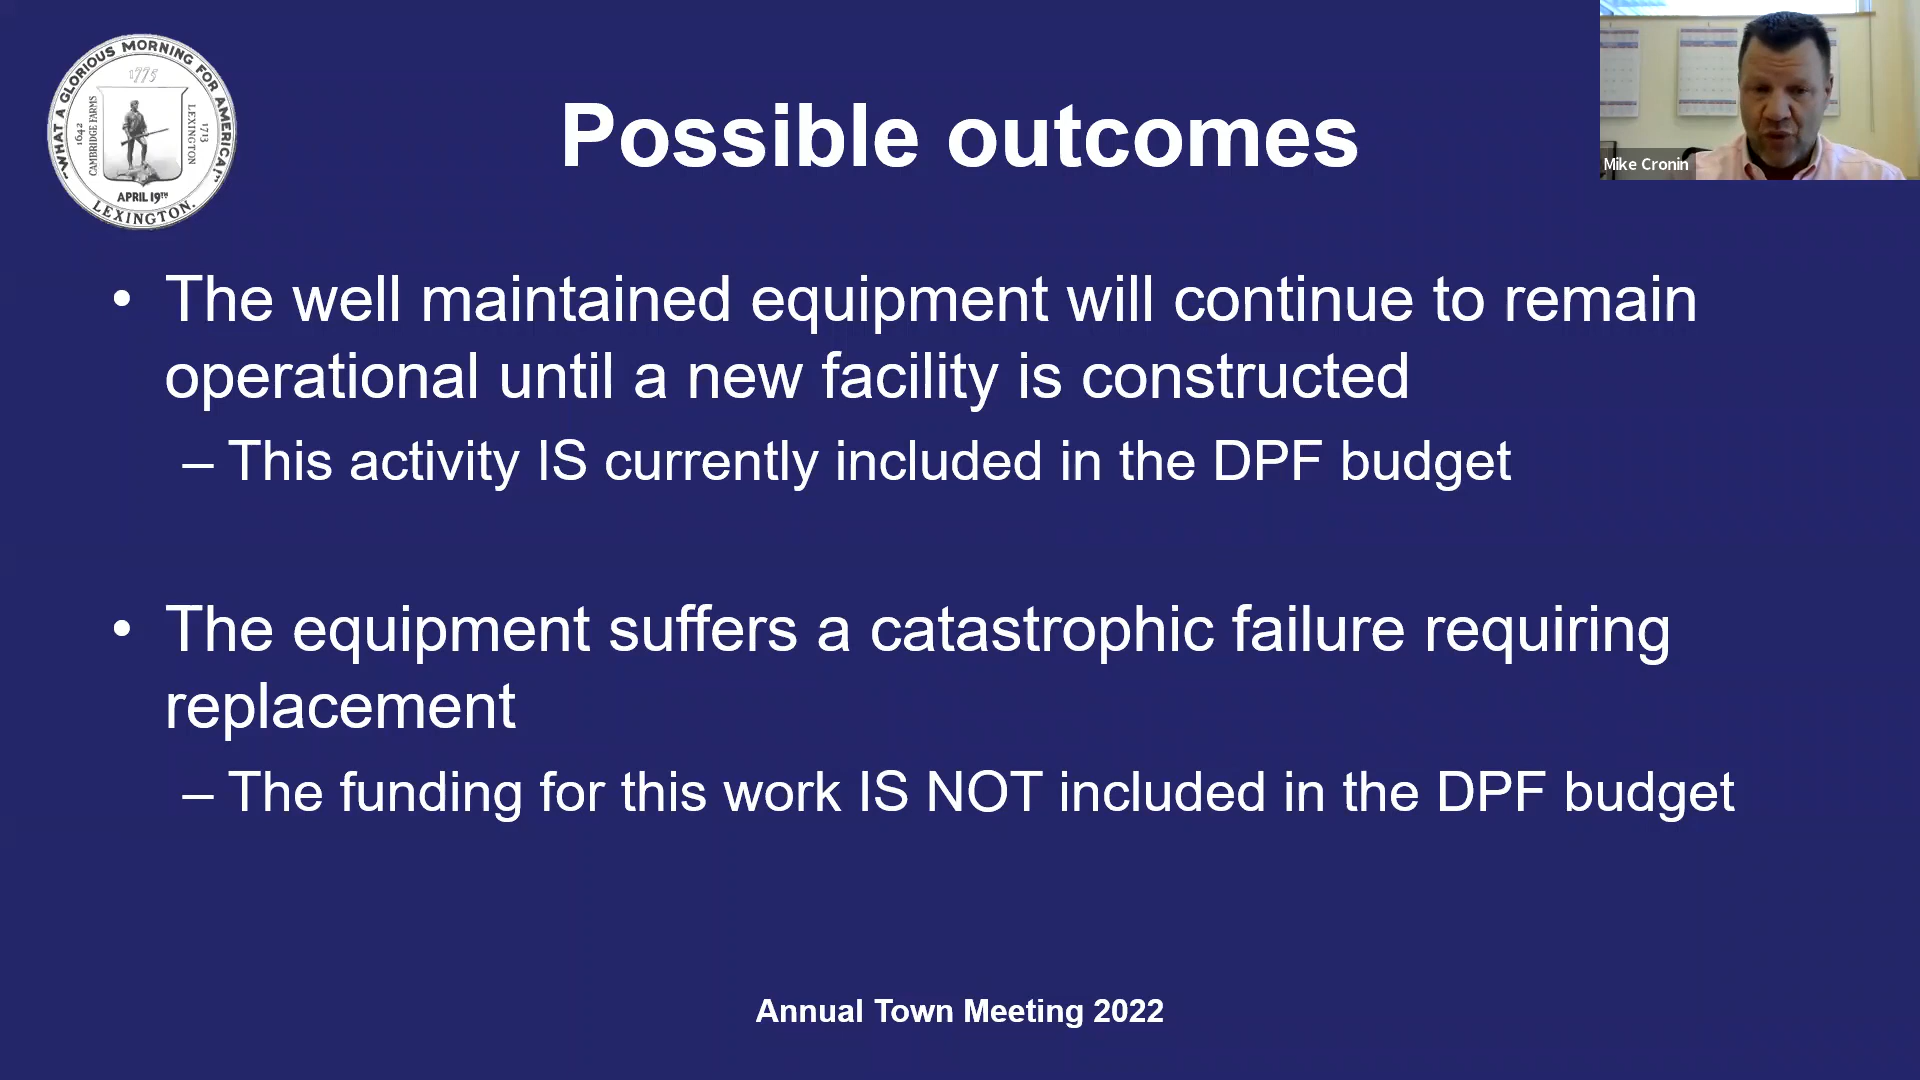 "WHAT A GLORIOUS MORNING FOR AMERICA!"
1775
1642
CAMBRIDGE FARMS
1713
LEXINGTON
APRIL 19TH
LEXINGTON.
Possible outcomes
Mike Cronin
• The well maintained equipment will continue to remain
operational until a new facility is constructed
– This activity IS currently included in the DPF budget
• The equipment suffers a catastrophic failure requiring
replacement
– The funding for this work IS NOT included in the DPF budget
Annual Town Meeting 2022